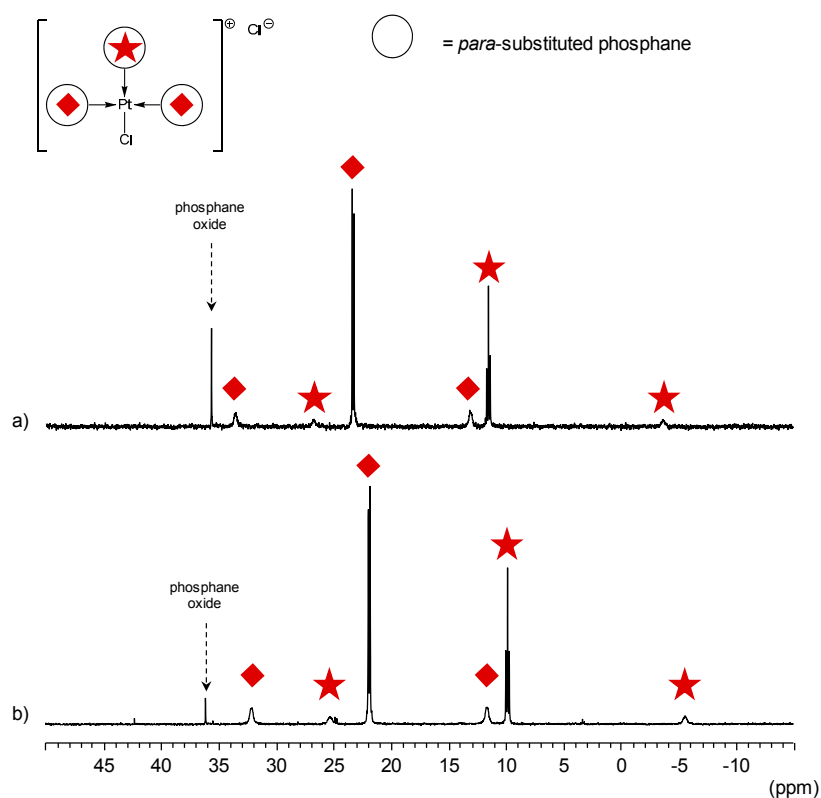 ⊕ Cl ⊖
= para-substituted phosphane
Pt
Cl
phosphane
oxide
a)
phosphane
oxide
b)
45 40 35 30 25 20 15 10 5 0 -5 -10
(ppm)